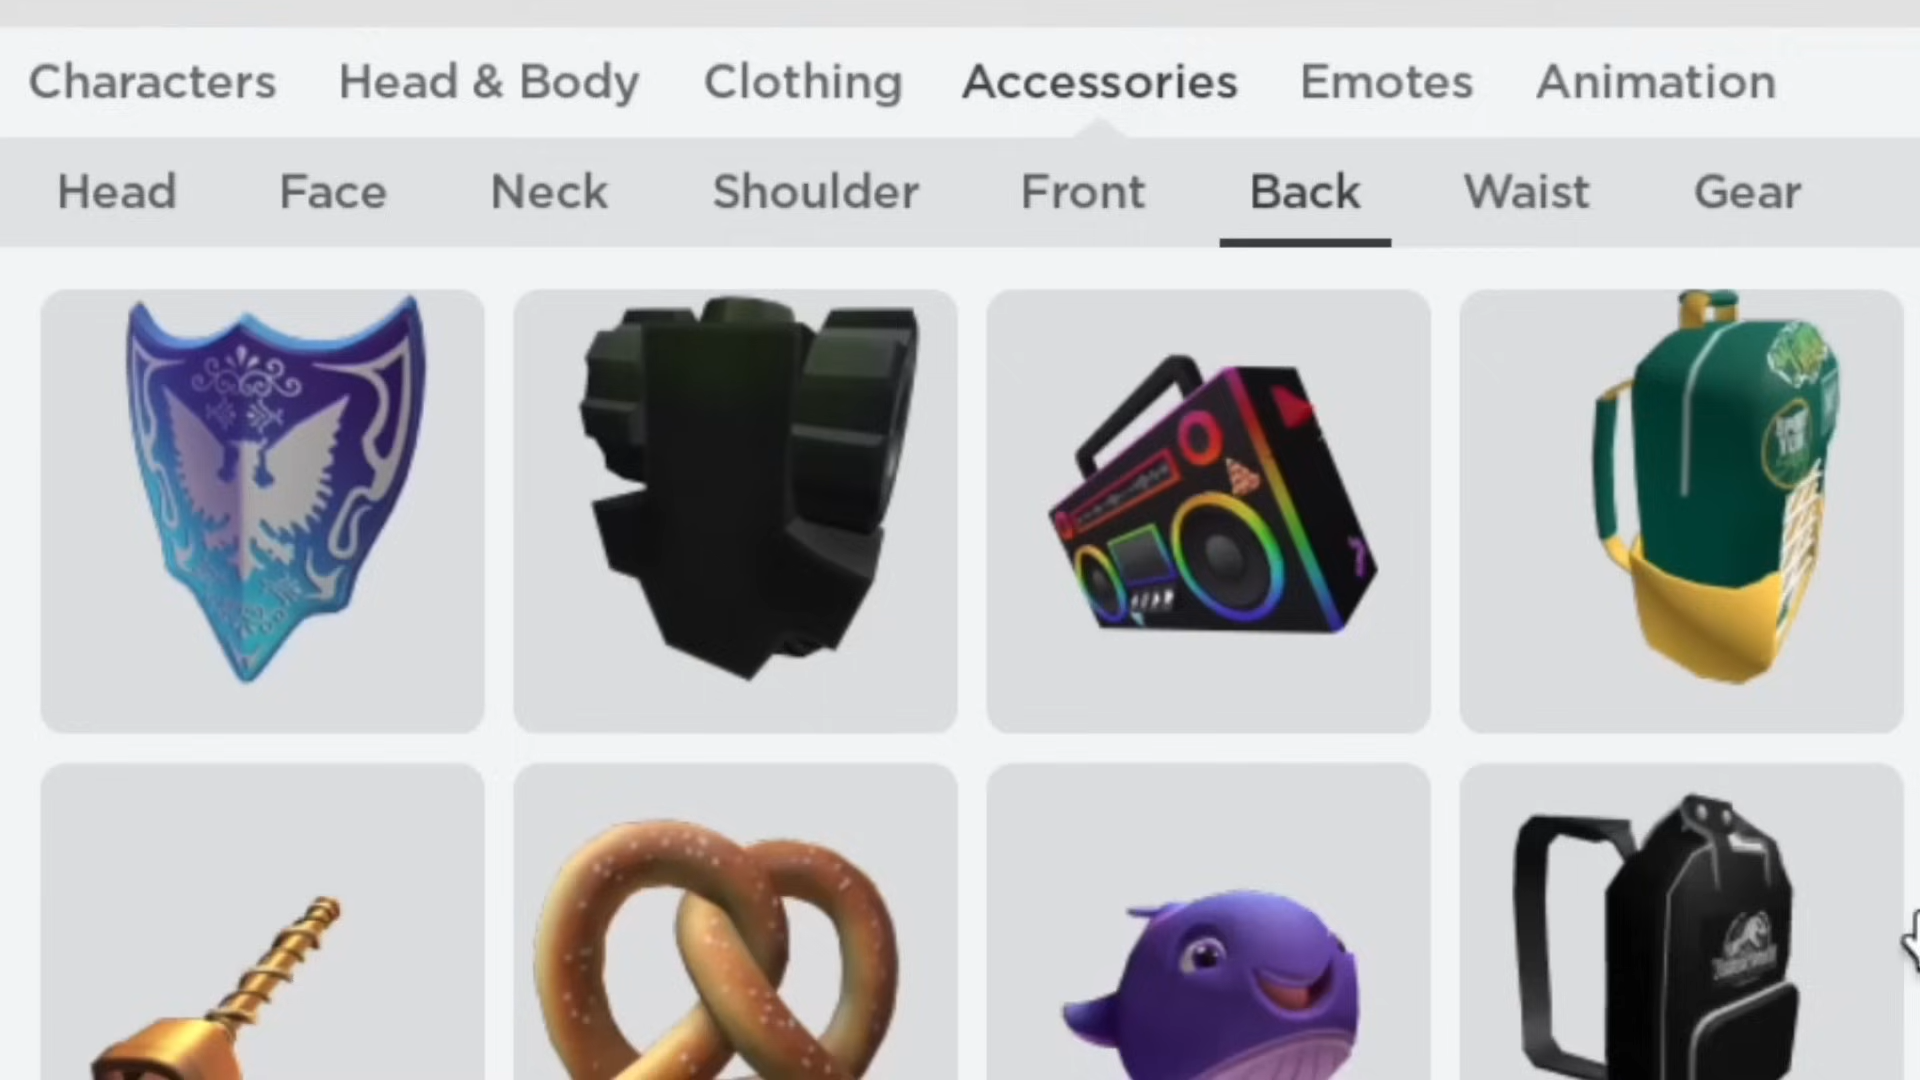 Characters Head & Body Clothing Accessories Emotes Animation
Head Face Neck Shoulder Front Back Waist Gear